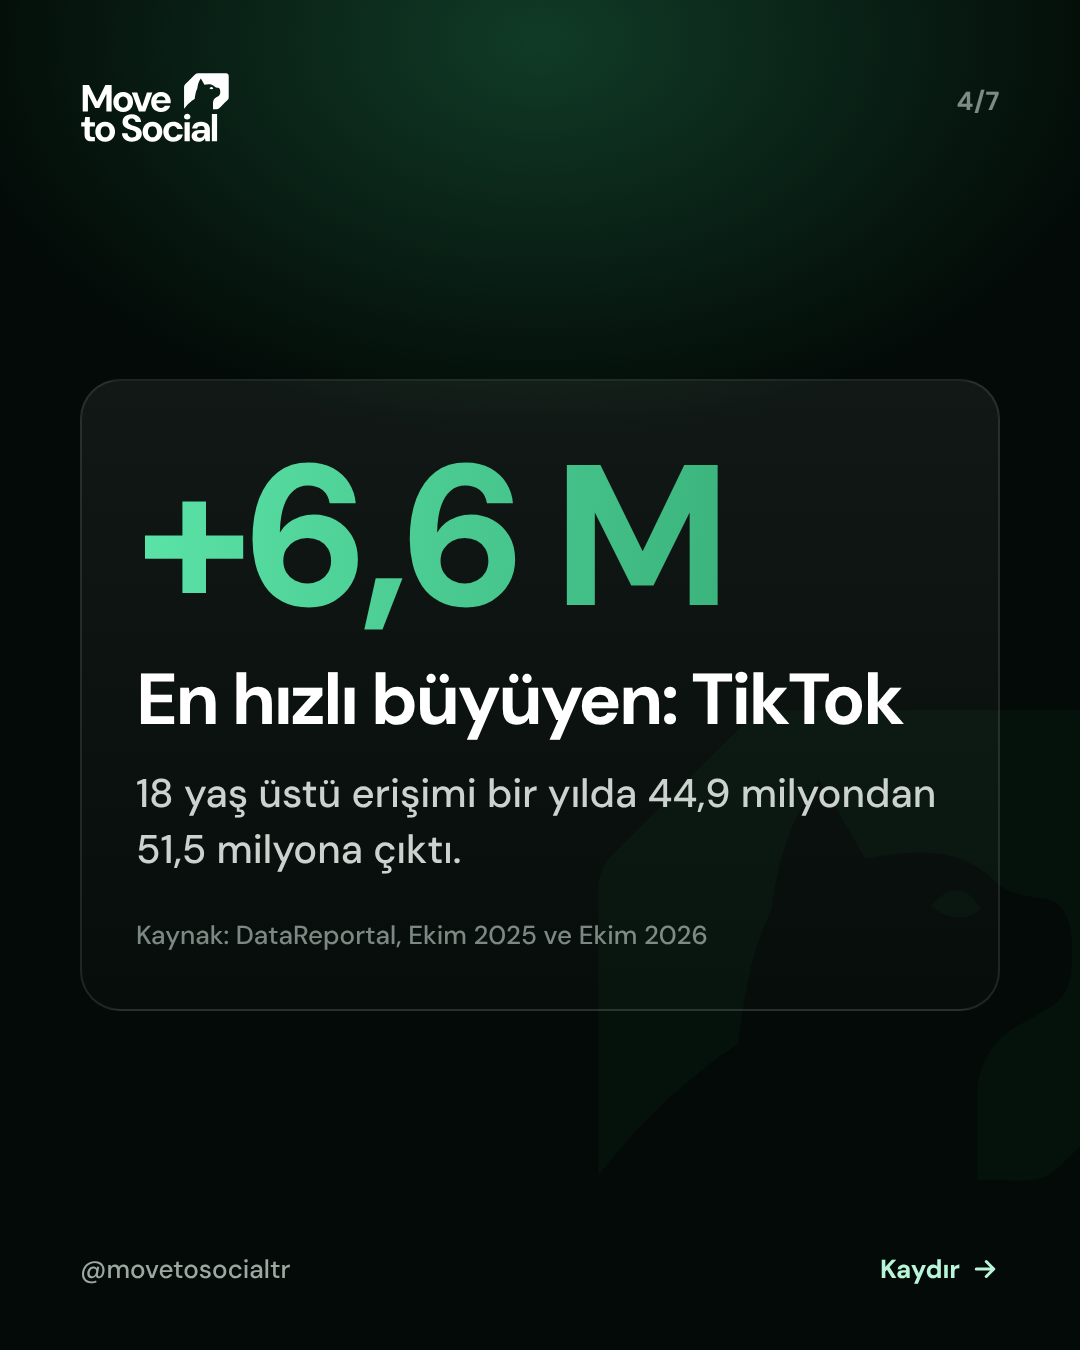 Move
to Social
4/7
+6,6 M
En hızlı büyüyen: TikTok
18 yaş üstü erişimi bir yılda 44,9 milyondan
51,5 milyona çıktı.
Kaynak: DataReportal, Ekim 2025 ve Ekim 2026
@movetosocialtr
Kaydır →